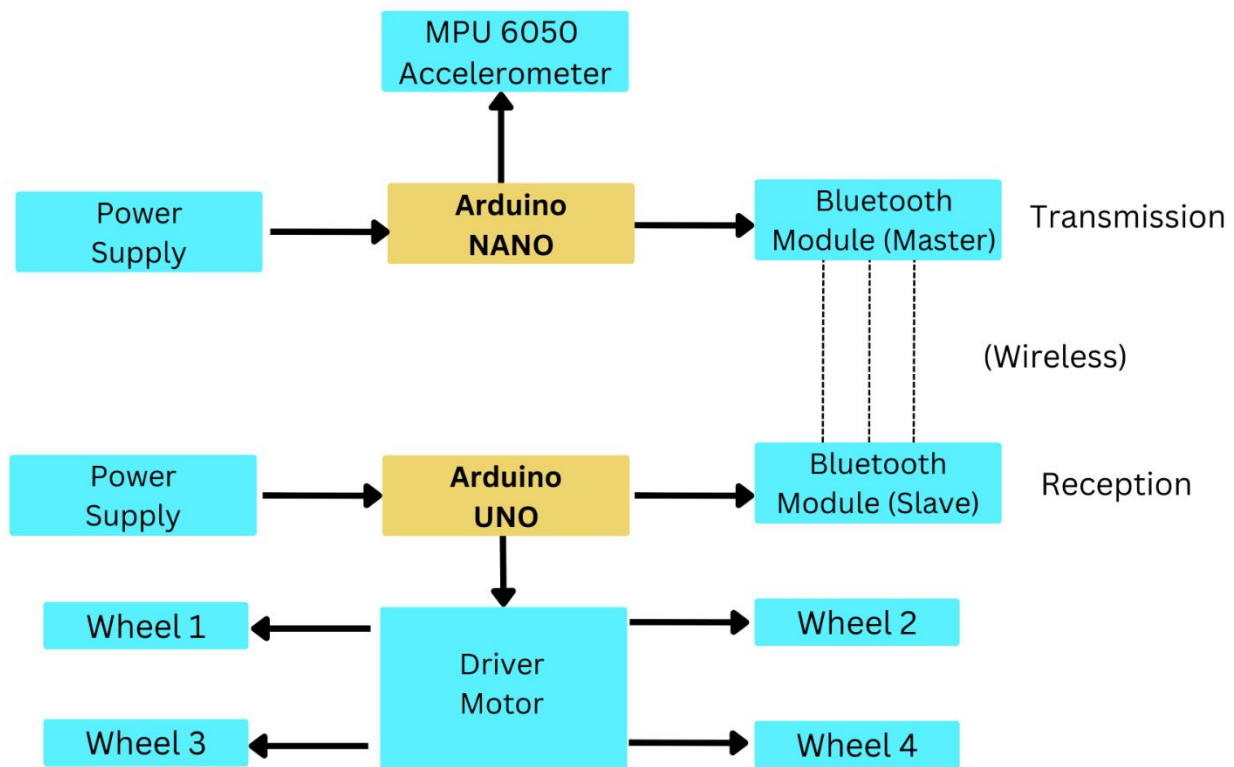 MPU 6050
Accelerometer
Power
Supply
Arduino
NANO
Bluetooth
Module (Master)
Transmission
(Wireless)
Power
Supply
Arduino
UNO
Bluetooth
Module (Slave)
Reception
Wheel 1
Driver
Motor
Wheel 2
Wheel 3
Wheel 4